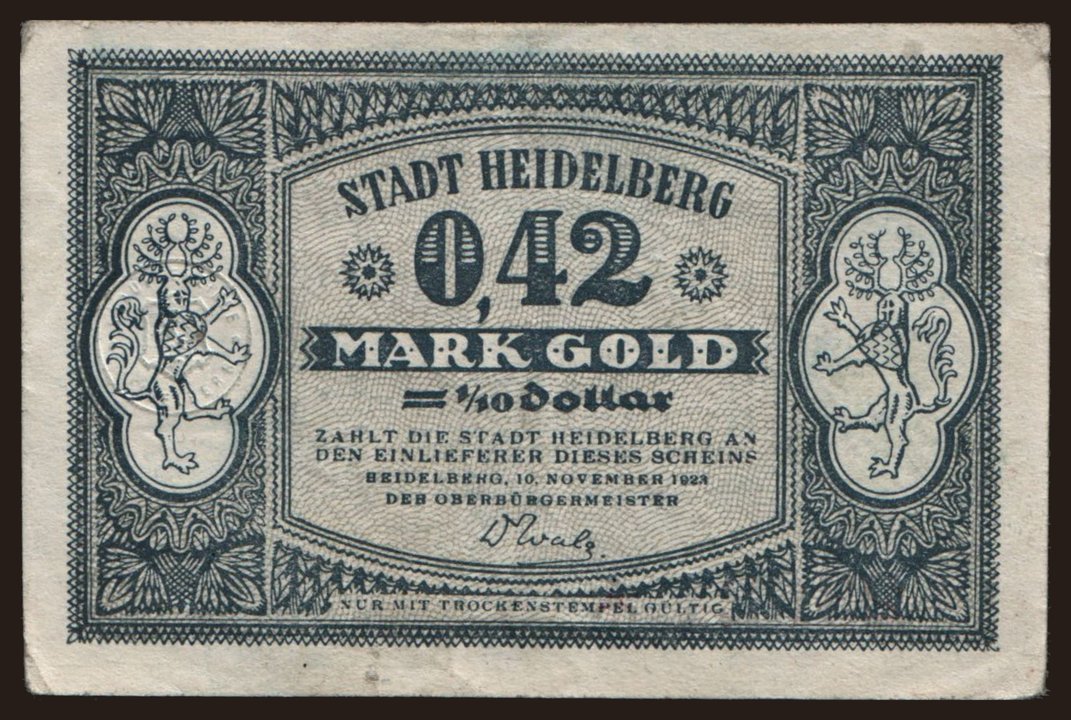 STADT HEIDELBERG
0,42
MARK GOLD
= 1/10 Dollar
ZAHLT DIE STADT HEIDELBERG AN
DEN EINLIEFERER DIESES SCHEINS
HEIDELBERG, 10. NOVEMBER 1923
DER OBERBÜRGERMEISTER
DrWalz.
NUR MIT TROCKENSTEMPEL GÜLTIG